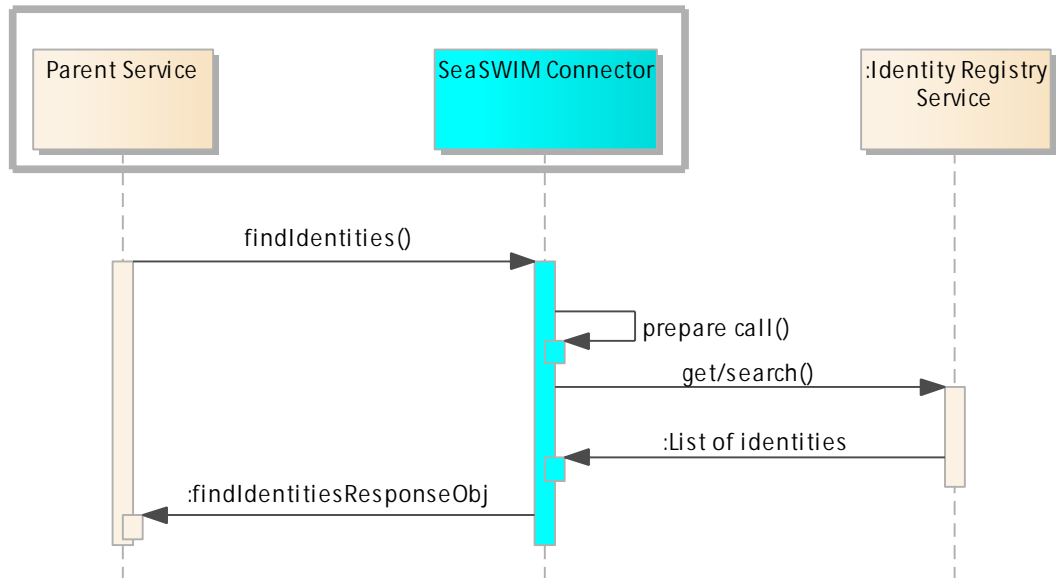 Parent Service
SeaSWIM Connector
:Identity Registry
Service
findIdentities()
prepare call()
get/search()
:List of identities
:findIdentitiesResponseObj